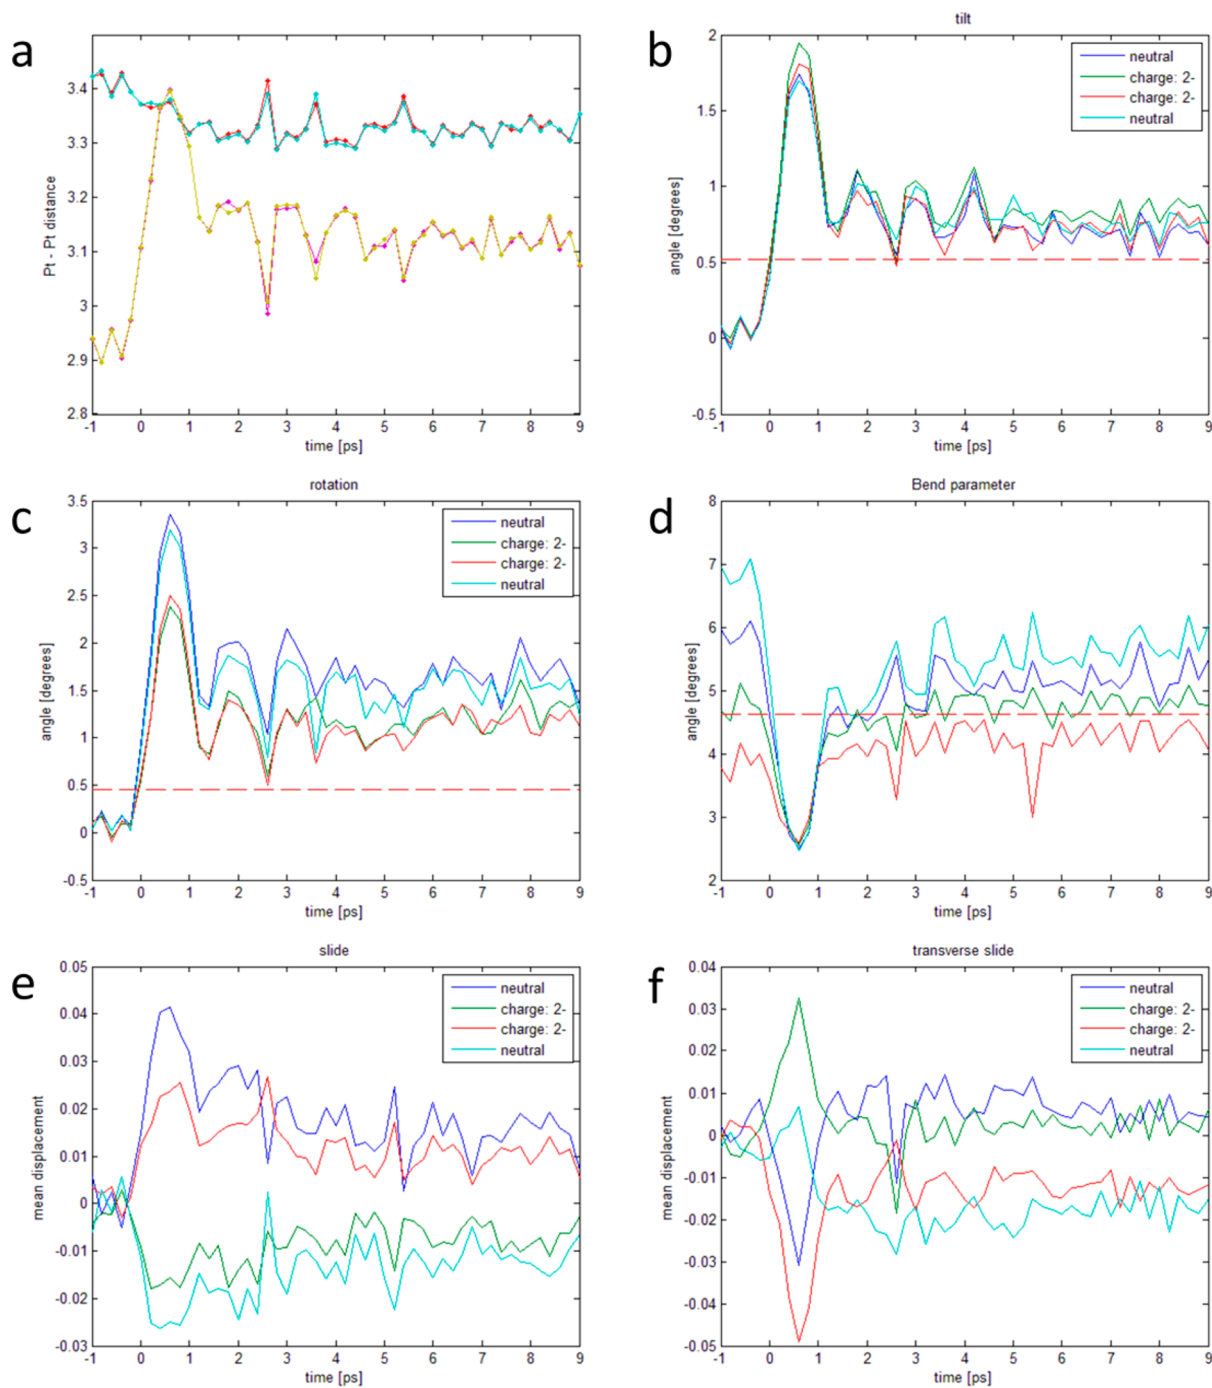 a
3.4
3.3
3.2
3.1
3
2.9
2.8
Pt - Pt distance
-1 0 1 2 3 4 5 6 7 8 9
time [ps]
b
tilt
2
1.5
1
0.5
0
-0.5
angle [degrees]
neutral
charge: 2-
charge: 2-
neutral
-1 0 1 2 3 4 5 6 7 8 9
time [ps]
c
rotation
3.5
3
2.5
2
1.5
1
0.5
0
-0.5
angle [degrees]
neutral
charge: 2-
charge: 2-
neutral
-1 0 1 2 3 4 5 6 7 8 9
time [ps]
d
Bend parameter
8
7
6
5
4
3
2
angle [degrees]
-1 0 1 2 3 4 5 6 7 8 9
time [ps]
e
slide
0.05
0.04
0.03
0.02
0.01
0
-0.01
-0.02
-0.03
mean displacement
neutral
charge: 2-
charge: 2-
neutral
-1 0 1 2 3 4 5 6 7 8 9
time [ps]
f
transverse slide
0.04
0.03
0.02
0.01
0
-0.01
-0.02
-0.03
-0.04
-0.05
mean displacement
neutral
charge: 2-
charge: 2-
neutral
-1 0 1 2 3 4 5 6 7 8 9
time [ps]